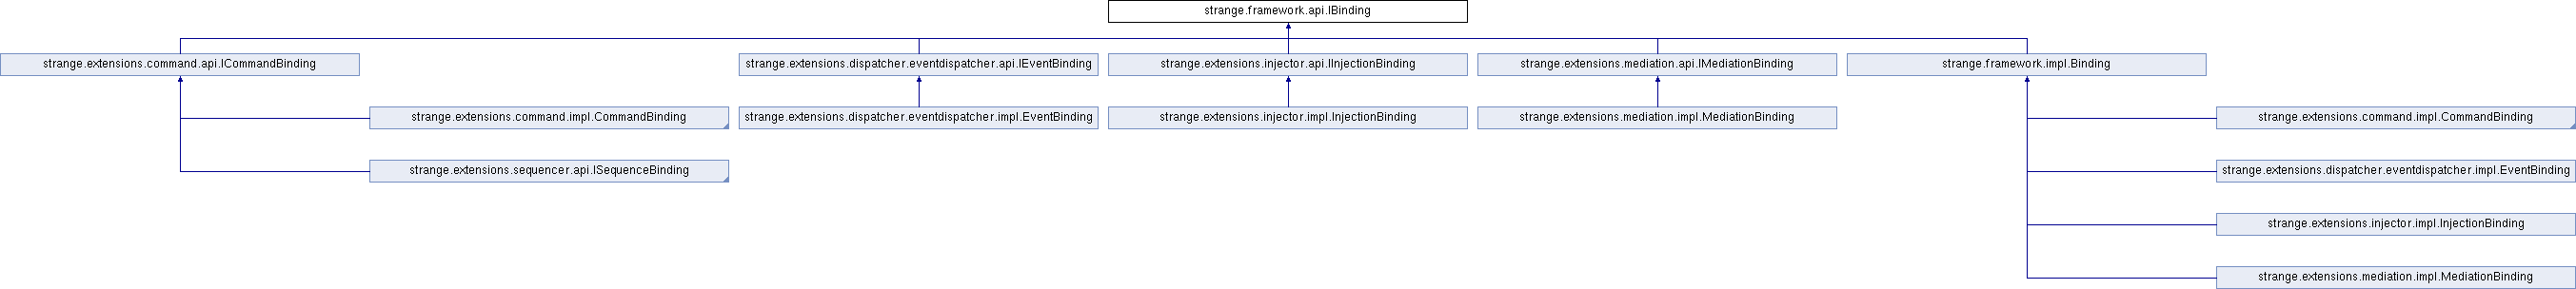 strange.framework.api.IBinding
strange.extensions.command.api.ICommandBinding
strange.extensions.dispatcher.eventdispatcher.api.IEventBinding
strange.extensions.injector.api.IInjectionBinding
strange.extensions.mediation.api.IMediationBinding
strange.framework.impl.Binding
strange.extensions.command.impl.CommandBinding
strange.extensions.dispatcher.eventdispatcher.impl.EventBinding
strange.extensions.injector.impl.InjectionBinding
strange.extensions.mediation.impl.MediationBinding
strange.extensions.command.impl.CommandBinding
strange.extensions.sequencer.api.ISequenceBinding
strange.extensions.dispatcher.eventdispatcher.impl.EventBinding
strange.extensions.injector.impl.InjectionBinding
strange.extensions.mediation.impl.MediationBinding